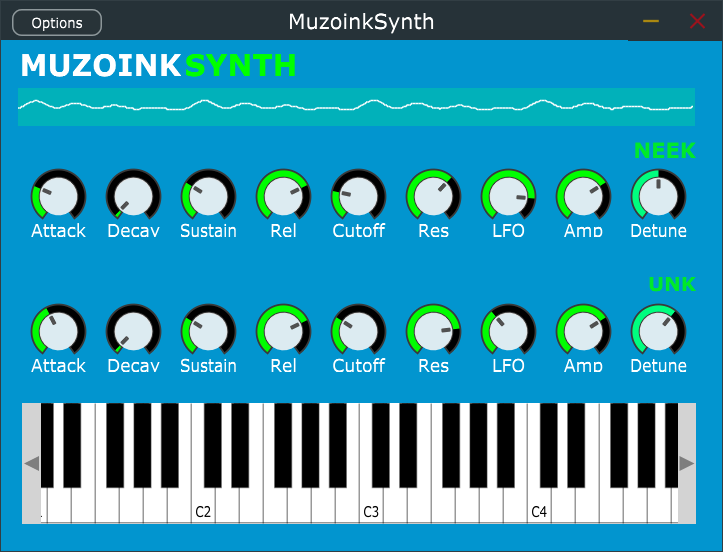 Options MuzoinkSynth
MUZOINKSYNTH
NEEK
Attack Decay Sustain Rel Cutoff Res LFO Amp Detune
UNK
Attack Decay Sustain Rel Cutoff Res LFO Amp Detune
C2 C3 C4